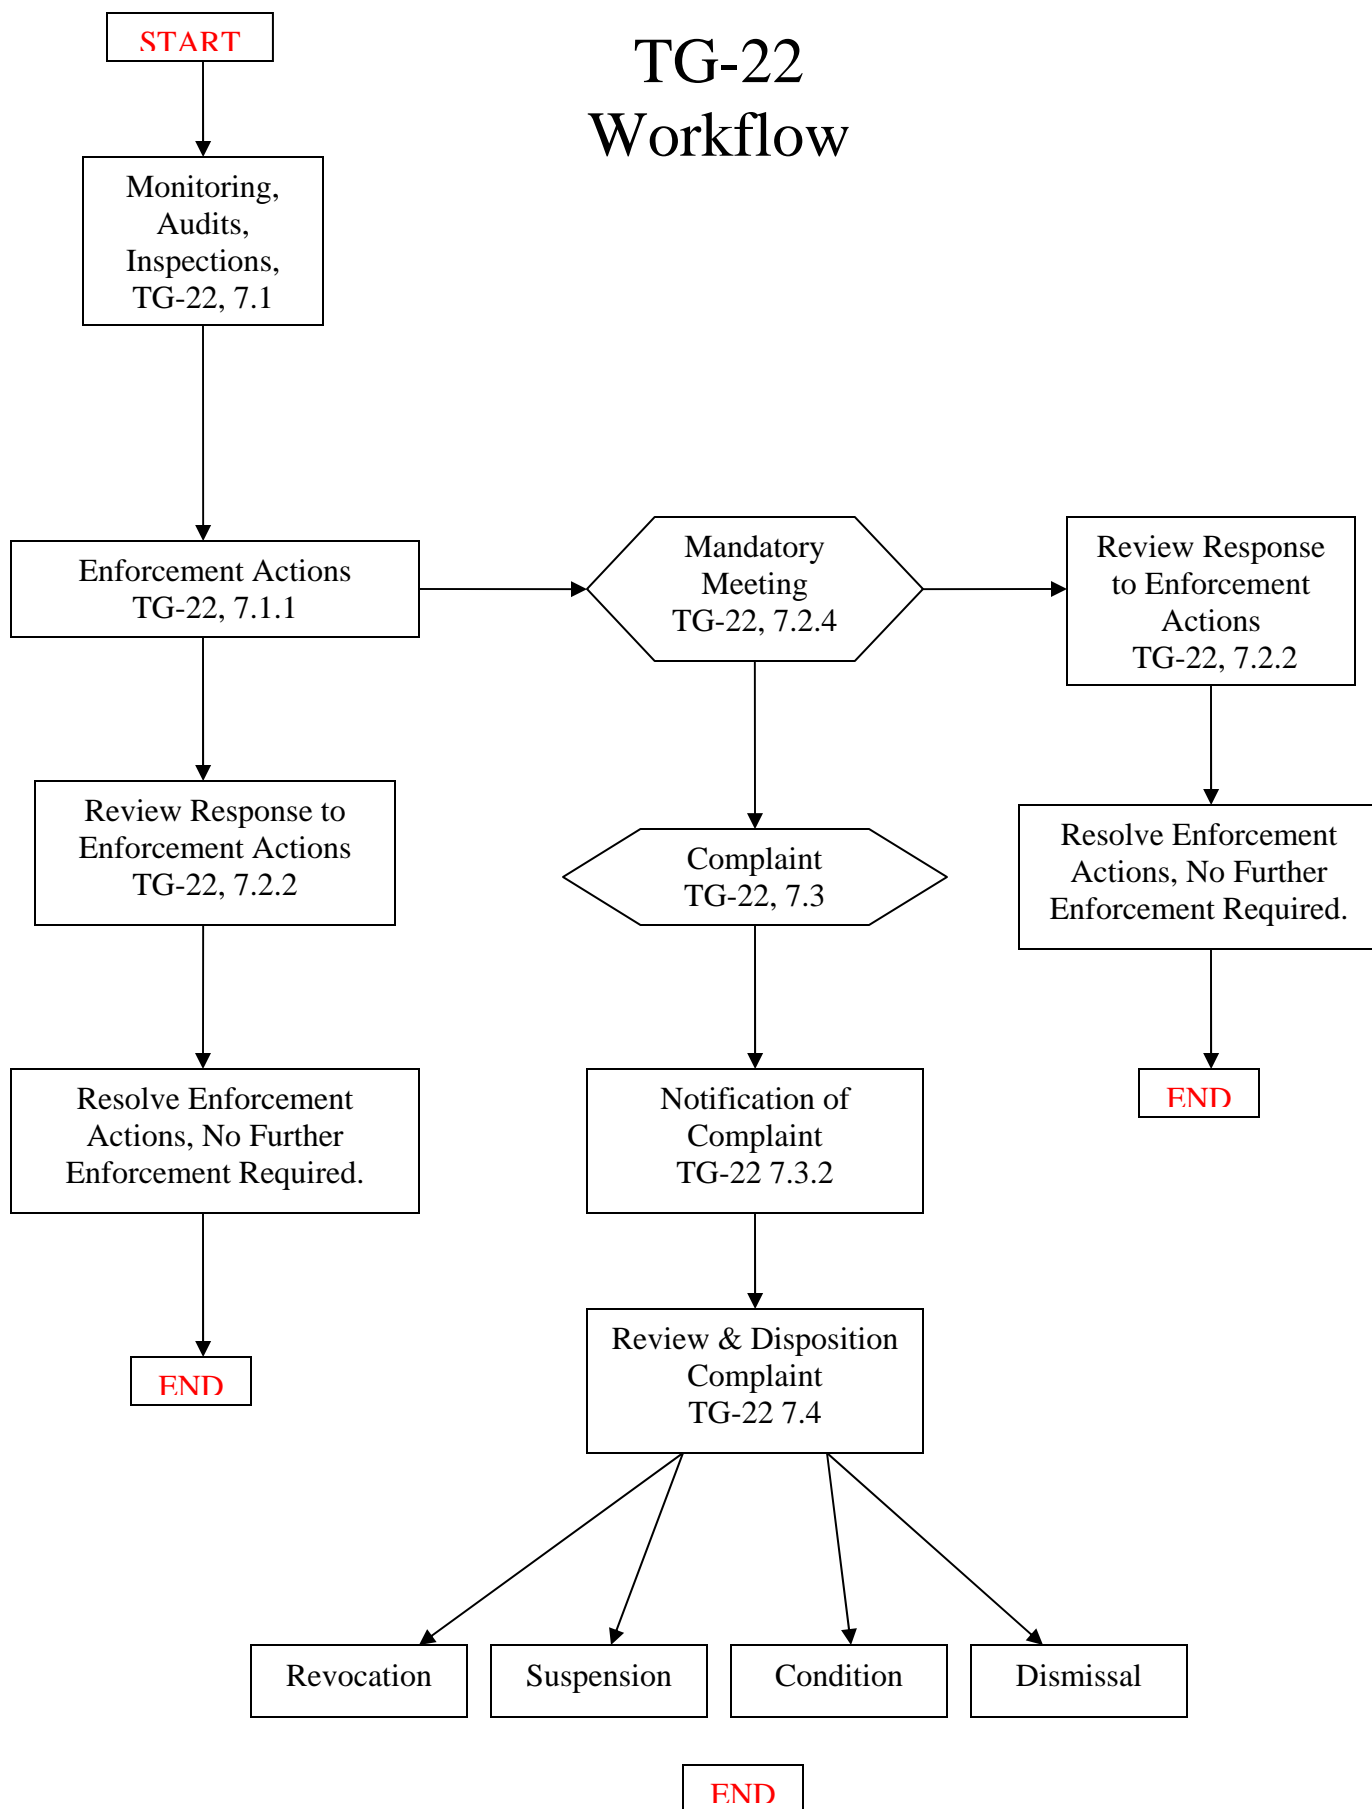 START
TG-22
Workflow
Monitoring,
Audits,
Inspections,
TG-22, 7.1
Enforcement Actions
TG-22, 7.1.1
Mandatory
Meeting
TG-22, 7.2.4
Review Response
to Enforcement
Actions
TG-22, 7.2.2
Review Response to
Enforcement Actions
TG-22, 7.2.2
Complaint
TG-22, 7.3
Resolve Enforcement
Actions, No Further
Enforcement Required.
Resolve Enforcement
Actions, No Further
Enforcement Required.
Notification of
Complaint
TG-22 7.3.2
END
Review & Disposition
Complaint
TG-22 7.4
END
Revocation
Suspension
Condition
Dismissal
END